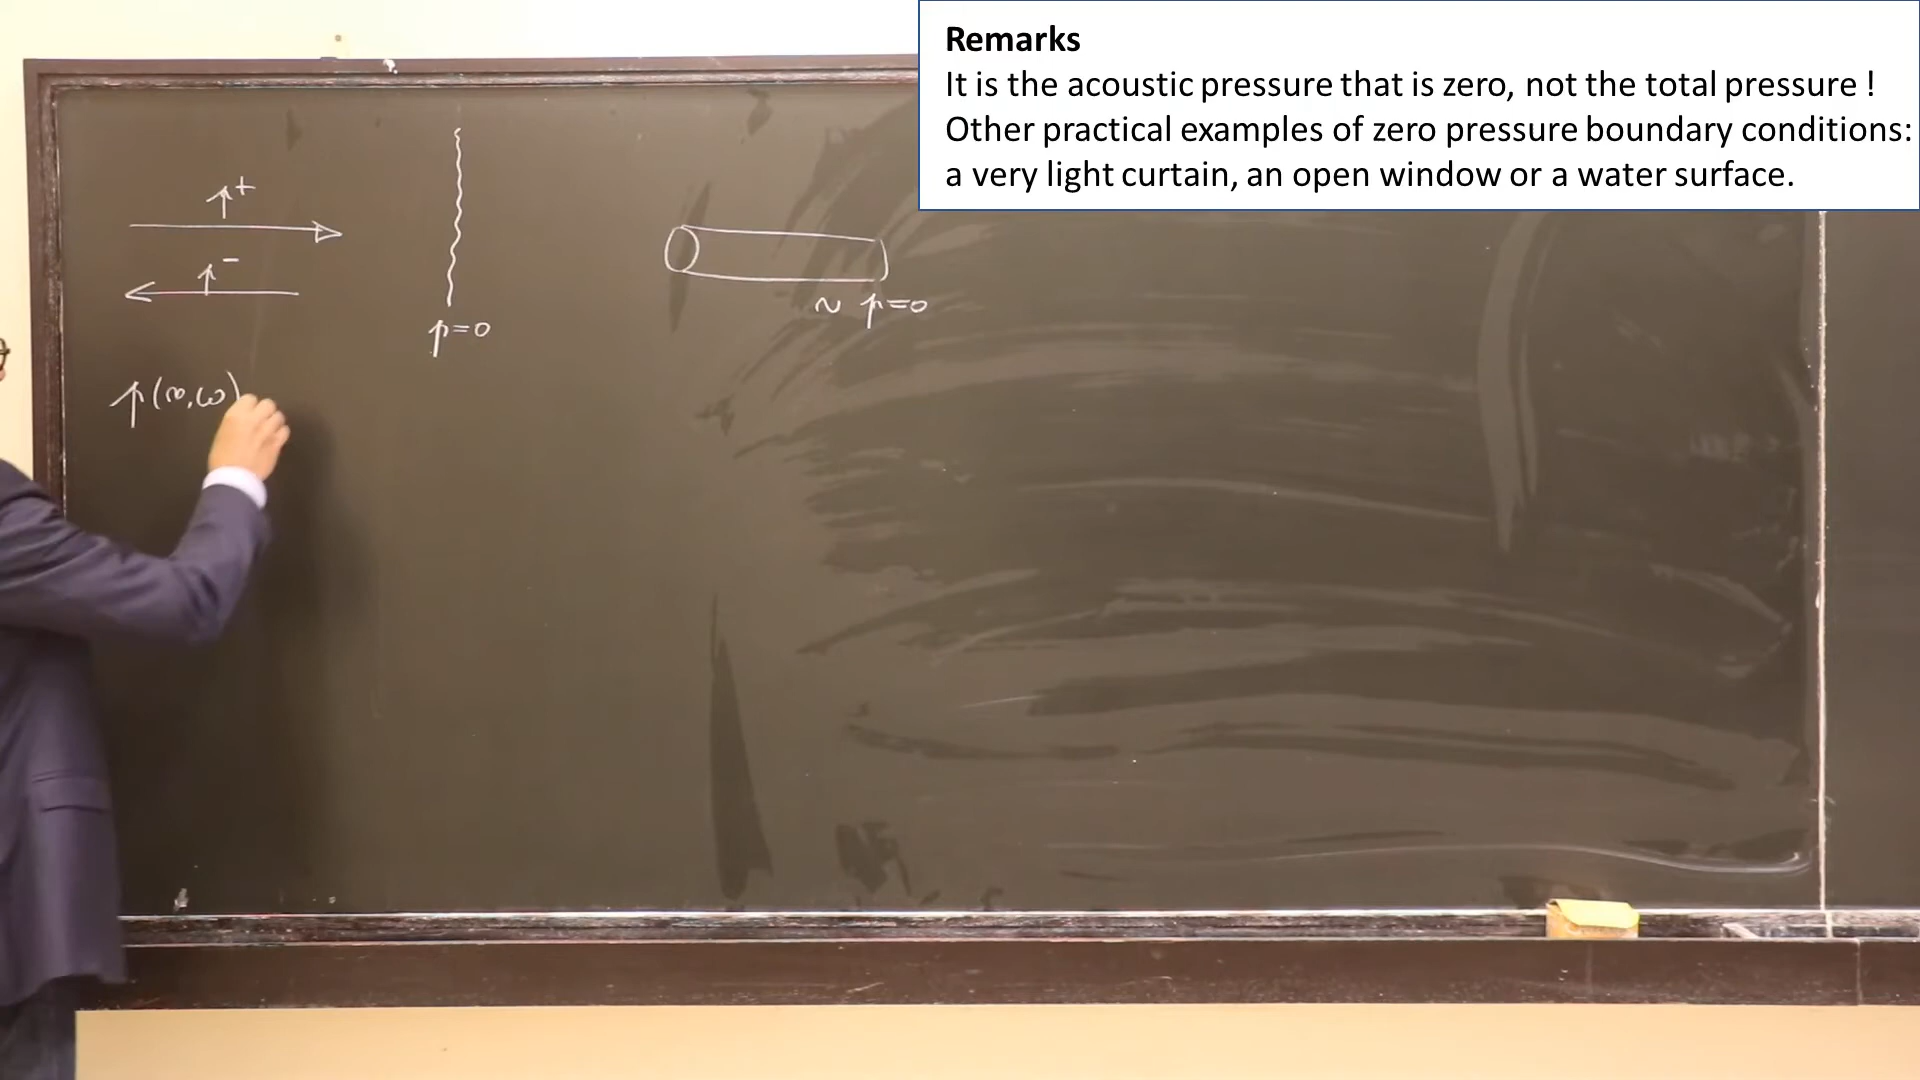 Remarks
It is the acoustic pressure that is zero, not the total pressure !
Other practical examples of zero pressure boundary conditions:
a very light curtain, an open window or a water surface.
p+
p-
p=0
~ p=0